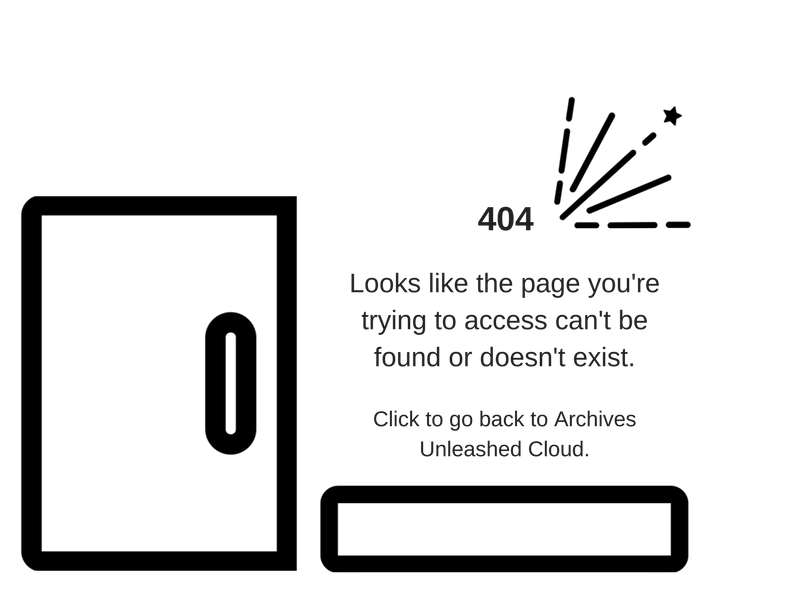 404
Looks like the page you're
trying to access can't be
found or doesn't exist.
Click to go back to Archives
Unleashed Cloud.